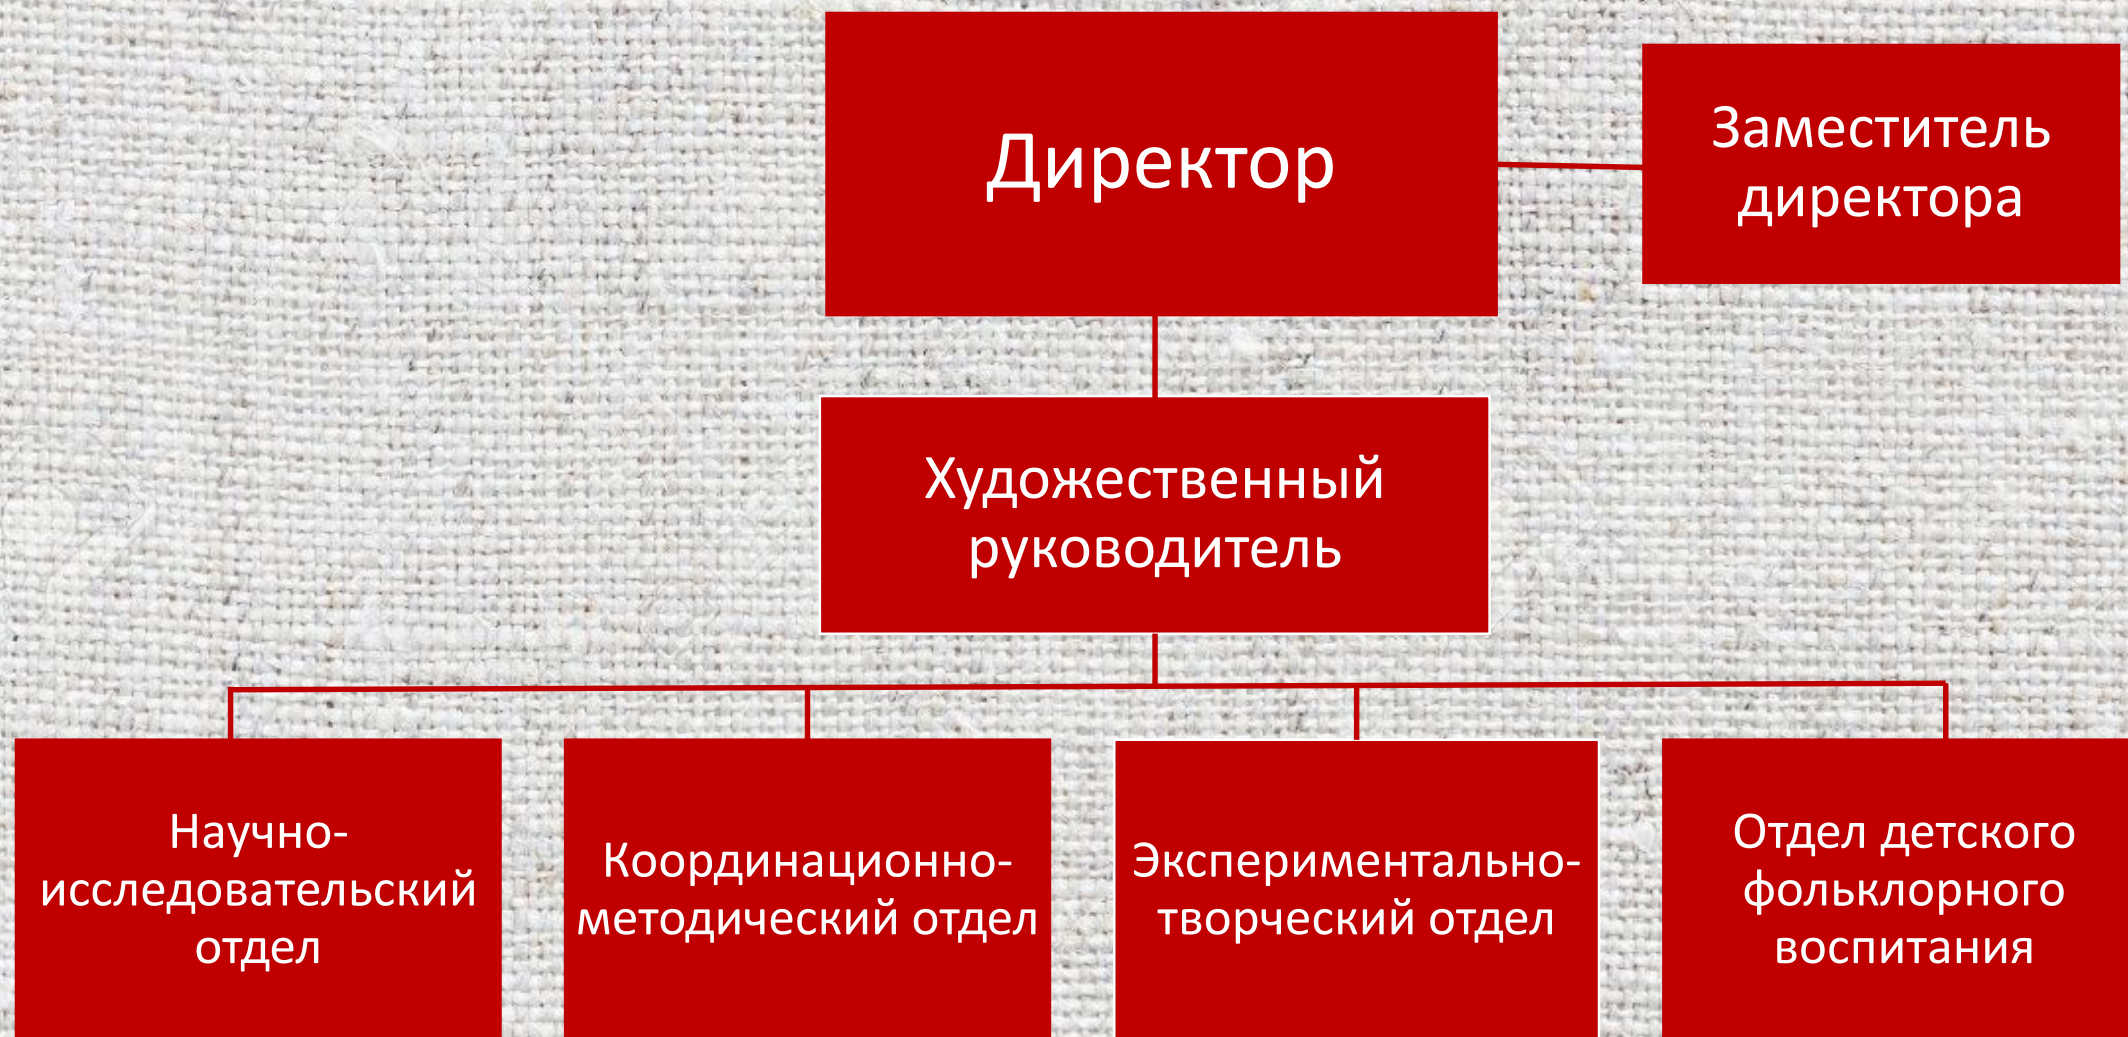 Директор
Заместитель
директора
Художественный
руководитель
Научно-
исследовательский
отдел
Координационно-
методический отдел
Экспериментально-
творческий отдел
Отдел детского
фольклорного
воспитания